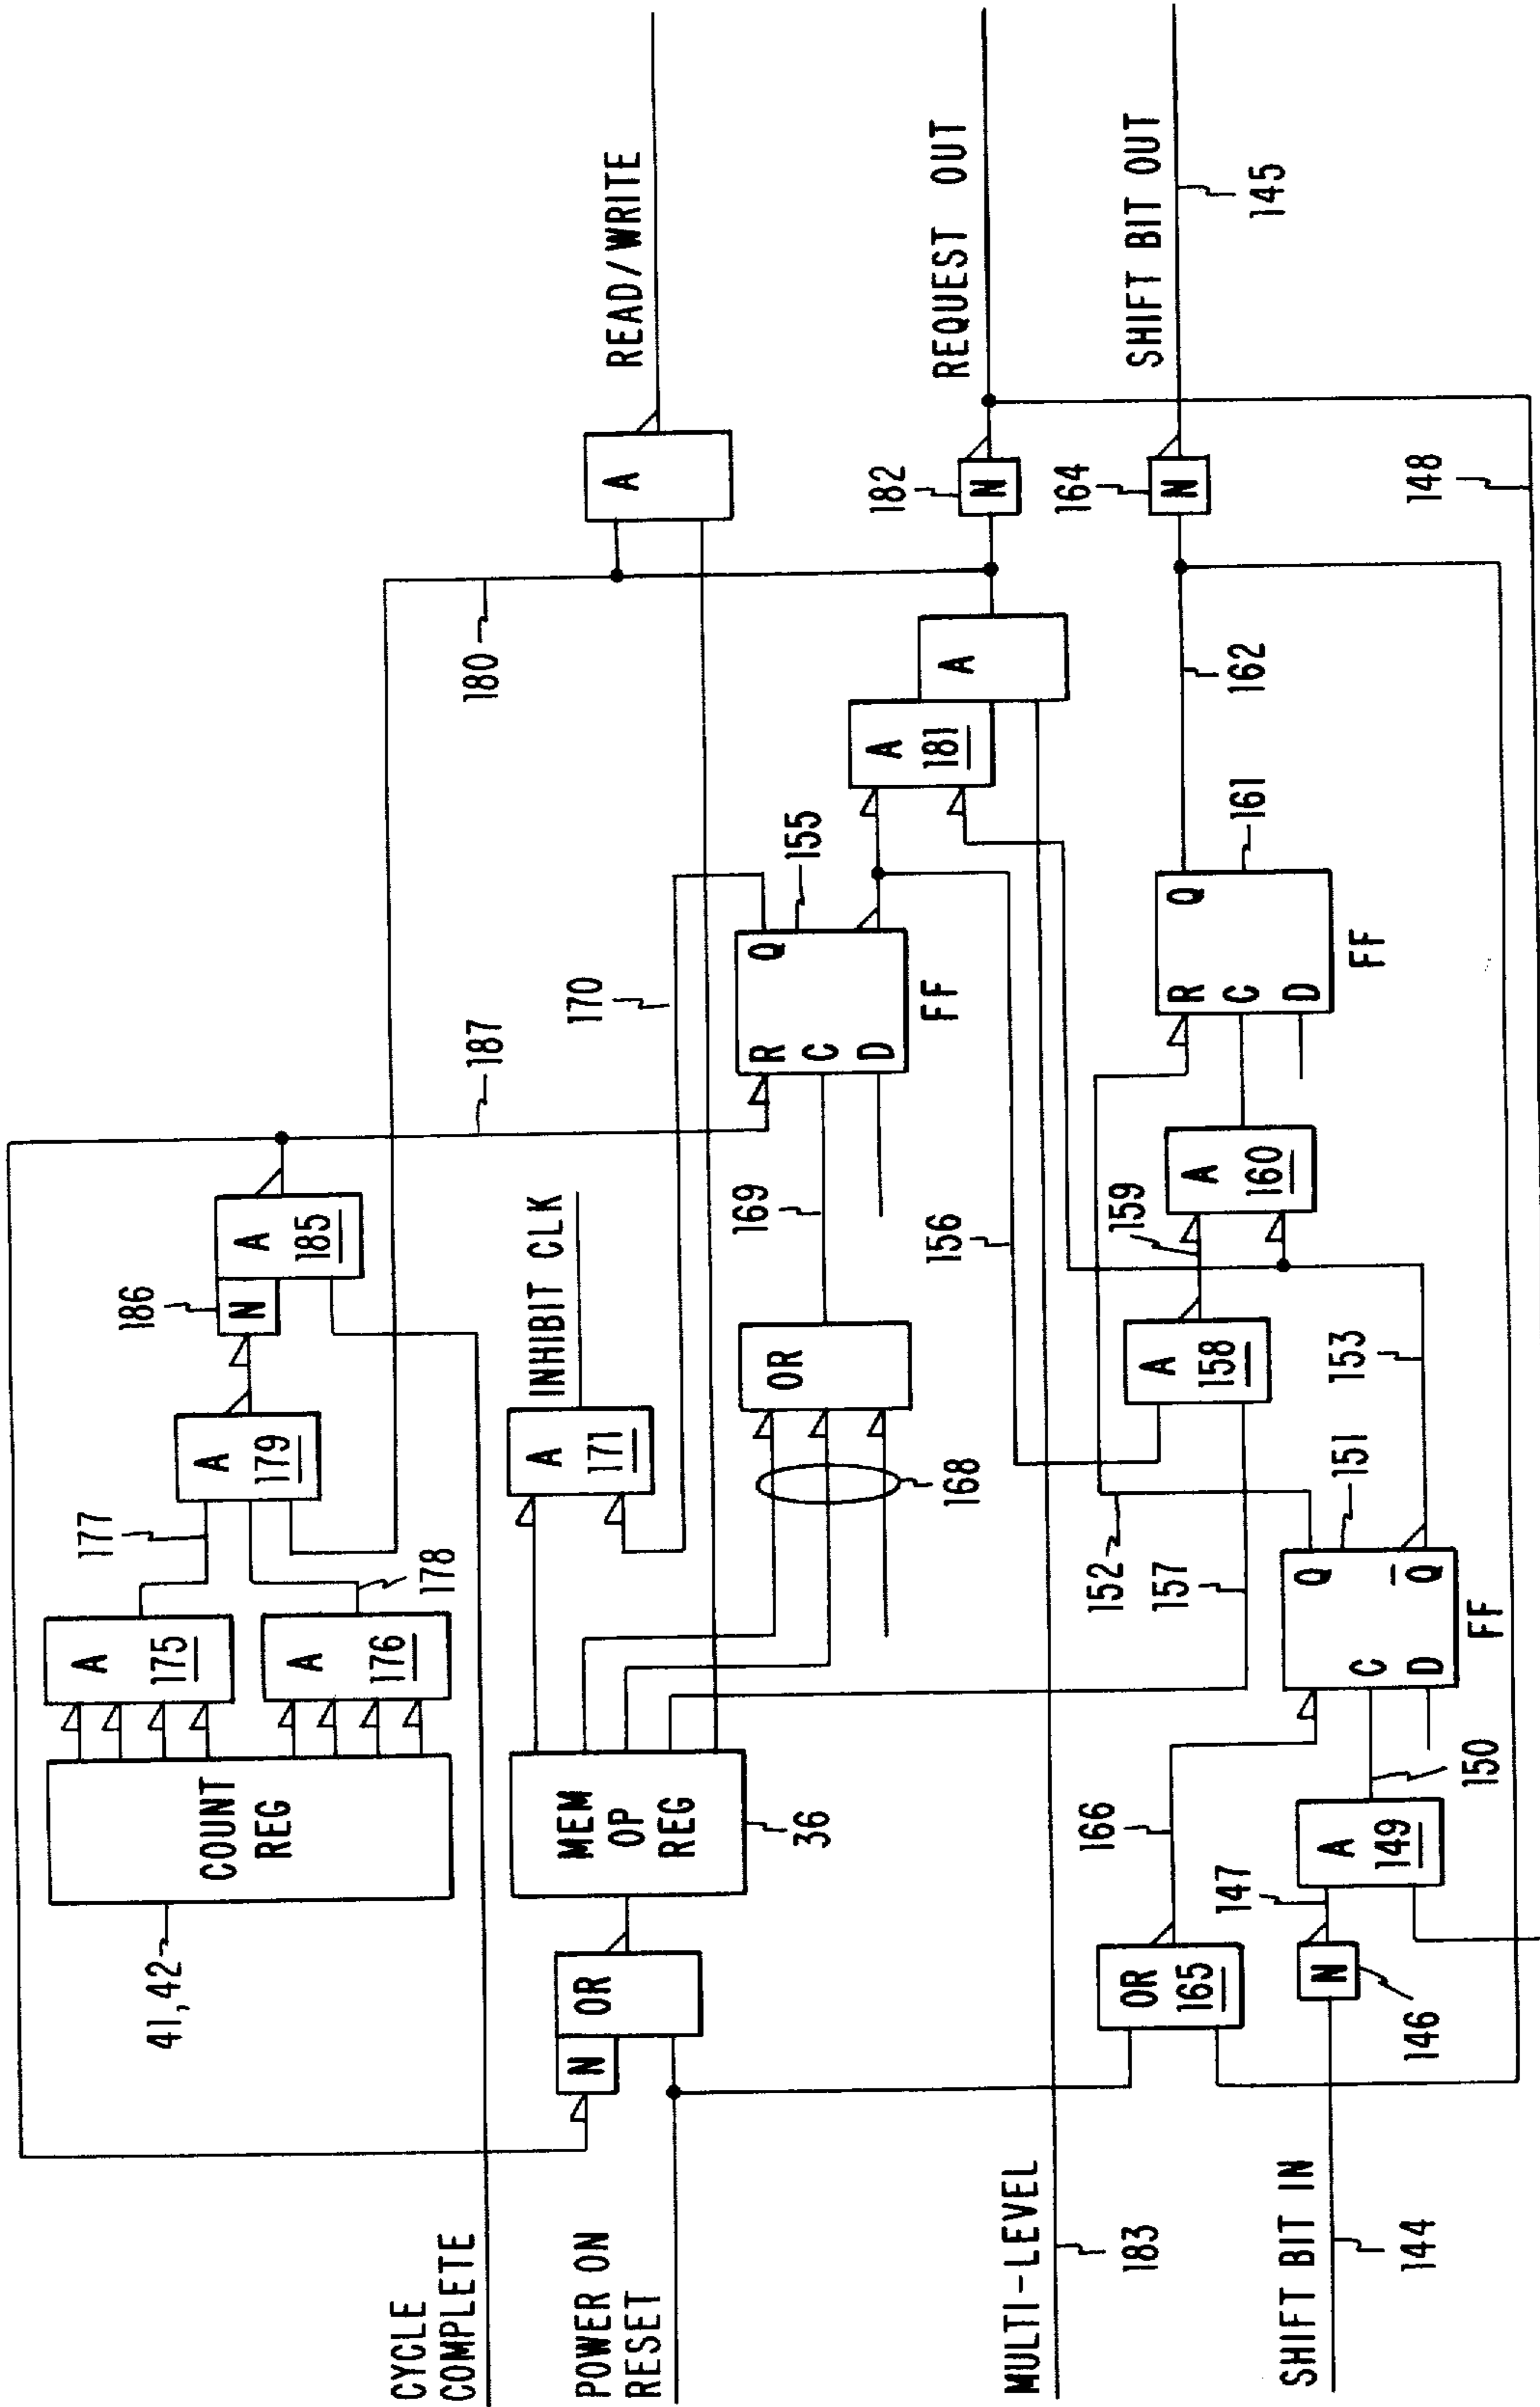 CYCLE
COMPLETE
POWER ON
RESET
MULTI-LEVEL
183
SHIFT BIT IN
144
41, 42
COUNT
REG
A
175
A
176
177
178
A
179
186
N
A
185
187
N
OR
MEM
OP
REG
36
A
171
INHIBIT CLK
170
OR
168
169
R
C
D
Q
FF
155
180
A
READ/WRITE
A
181
A
182
N
REQUEST OUT
156
OR
165
166
146
N
147
A
149
150
C
D
Q
Q̅
FF
151
152
153
157
A
158
159
A
160
R
C
D
Q
FF
161
162
164
N
SHIFT BIT OUT
145
148